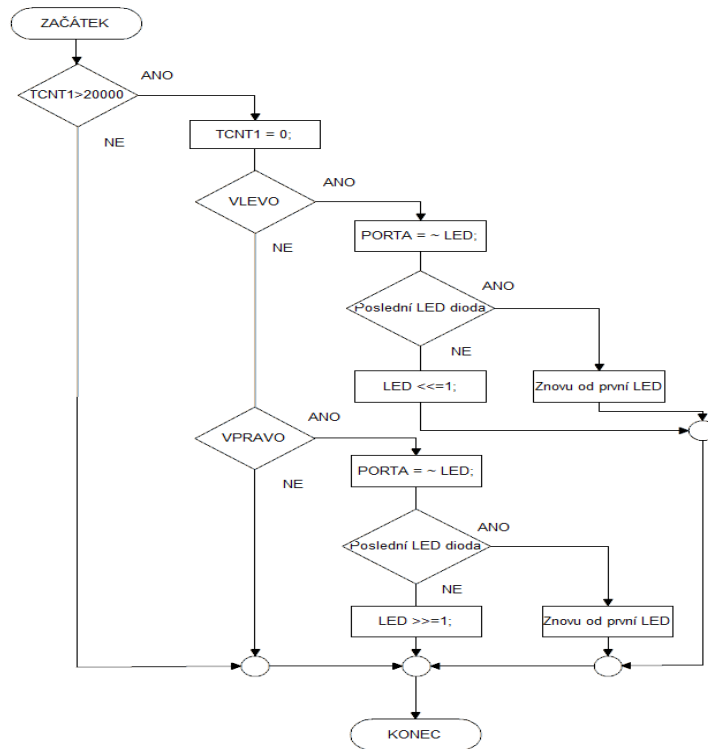 ZAČÁTEK
ANO
TCNT1>20000
NE
TCNT1 = 0;
ANO
VLEVO
NE
PORTA = ~ LED;
ANO
Poslední LED dioda
NE
LED <<=1;
Znovu od první LED
ANO
VPRAVO
NE
PORTA = ~ LED;
ANO
Poslední LED dioda
NE
LED >>=1;
Znovu od první LED
KONEC